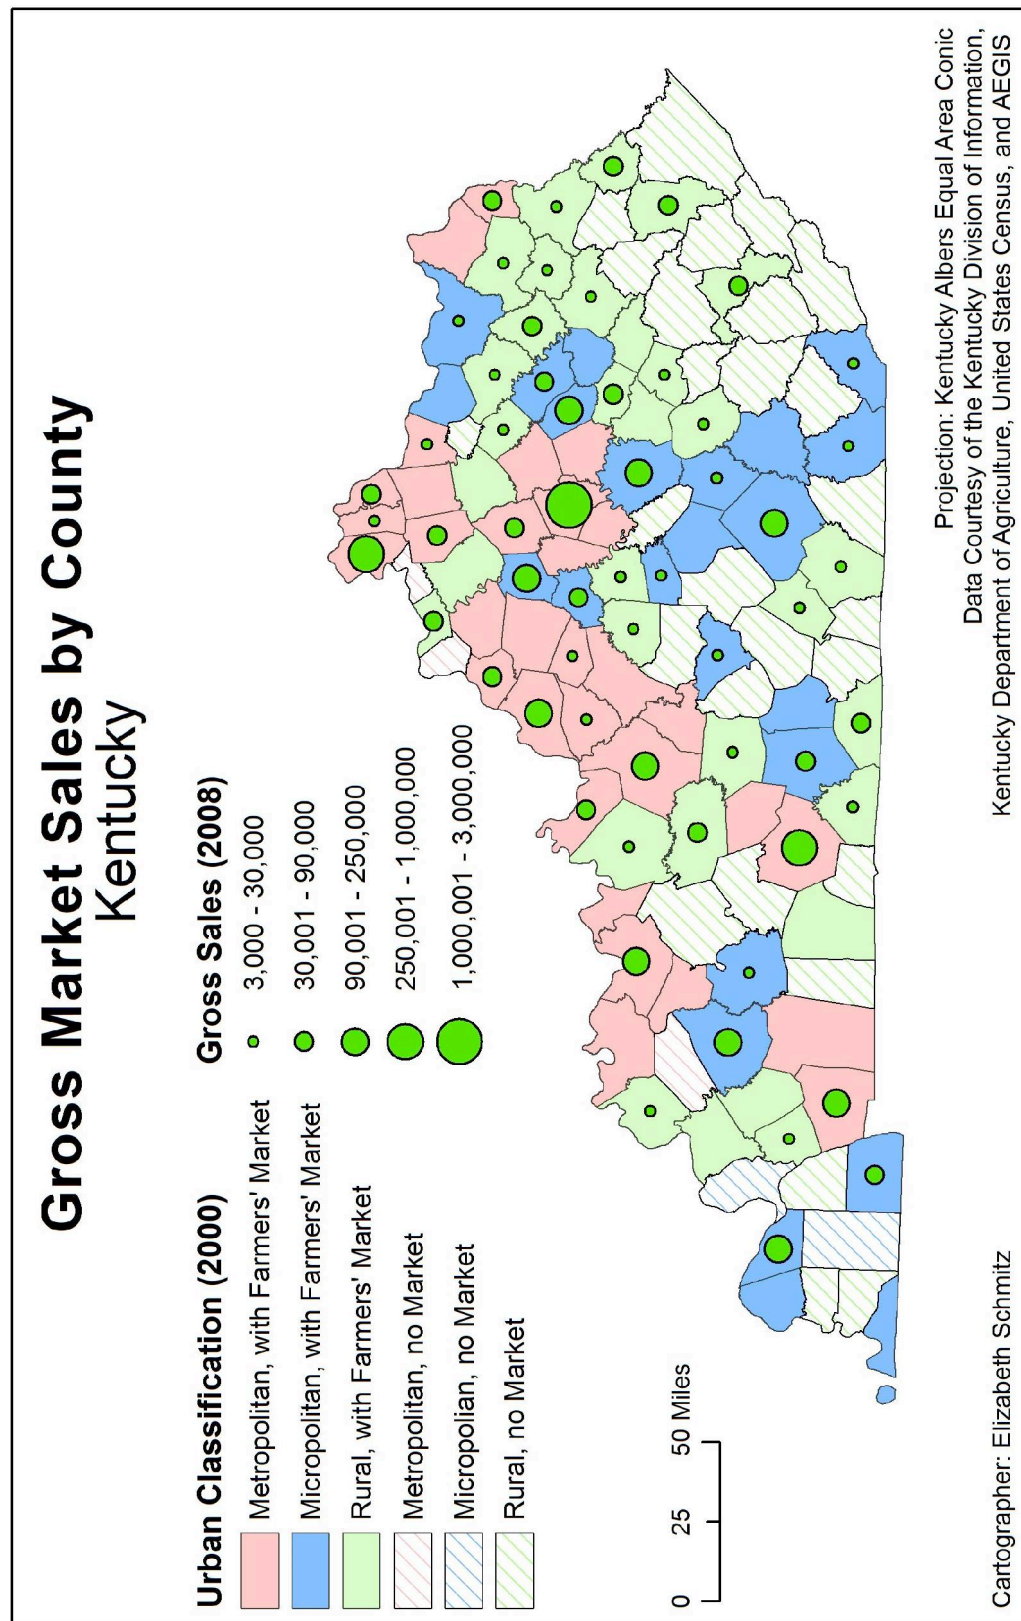 Gross Market Sales by County
Kentucky
Urban Classification (2000)
Metropolitan, with Farmers' Market
Micropolitan, with Farmers' Market
Rural, with Farmers' Market
Metropolitan, no Market
Micropolian, no Market
Rural, no Market
Gross Sales (2008)
3,000 - 30,000
30,001 - 90,000
90,001 - 250,000
250,001 - 1,0000,000
1,000,001 - 3,000,000
0 25 50 Miles
Cartographer: Elizabeth Schmitz
Projection: Kentucky Albers Equal Area Conic
Data Courtesy of the Kentucky Division of Information,
Kentucky Department of Agriculture, United States Census, and AEGIS